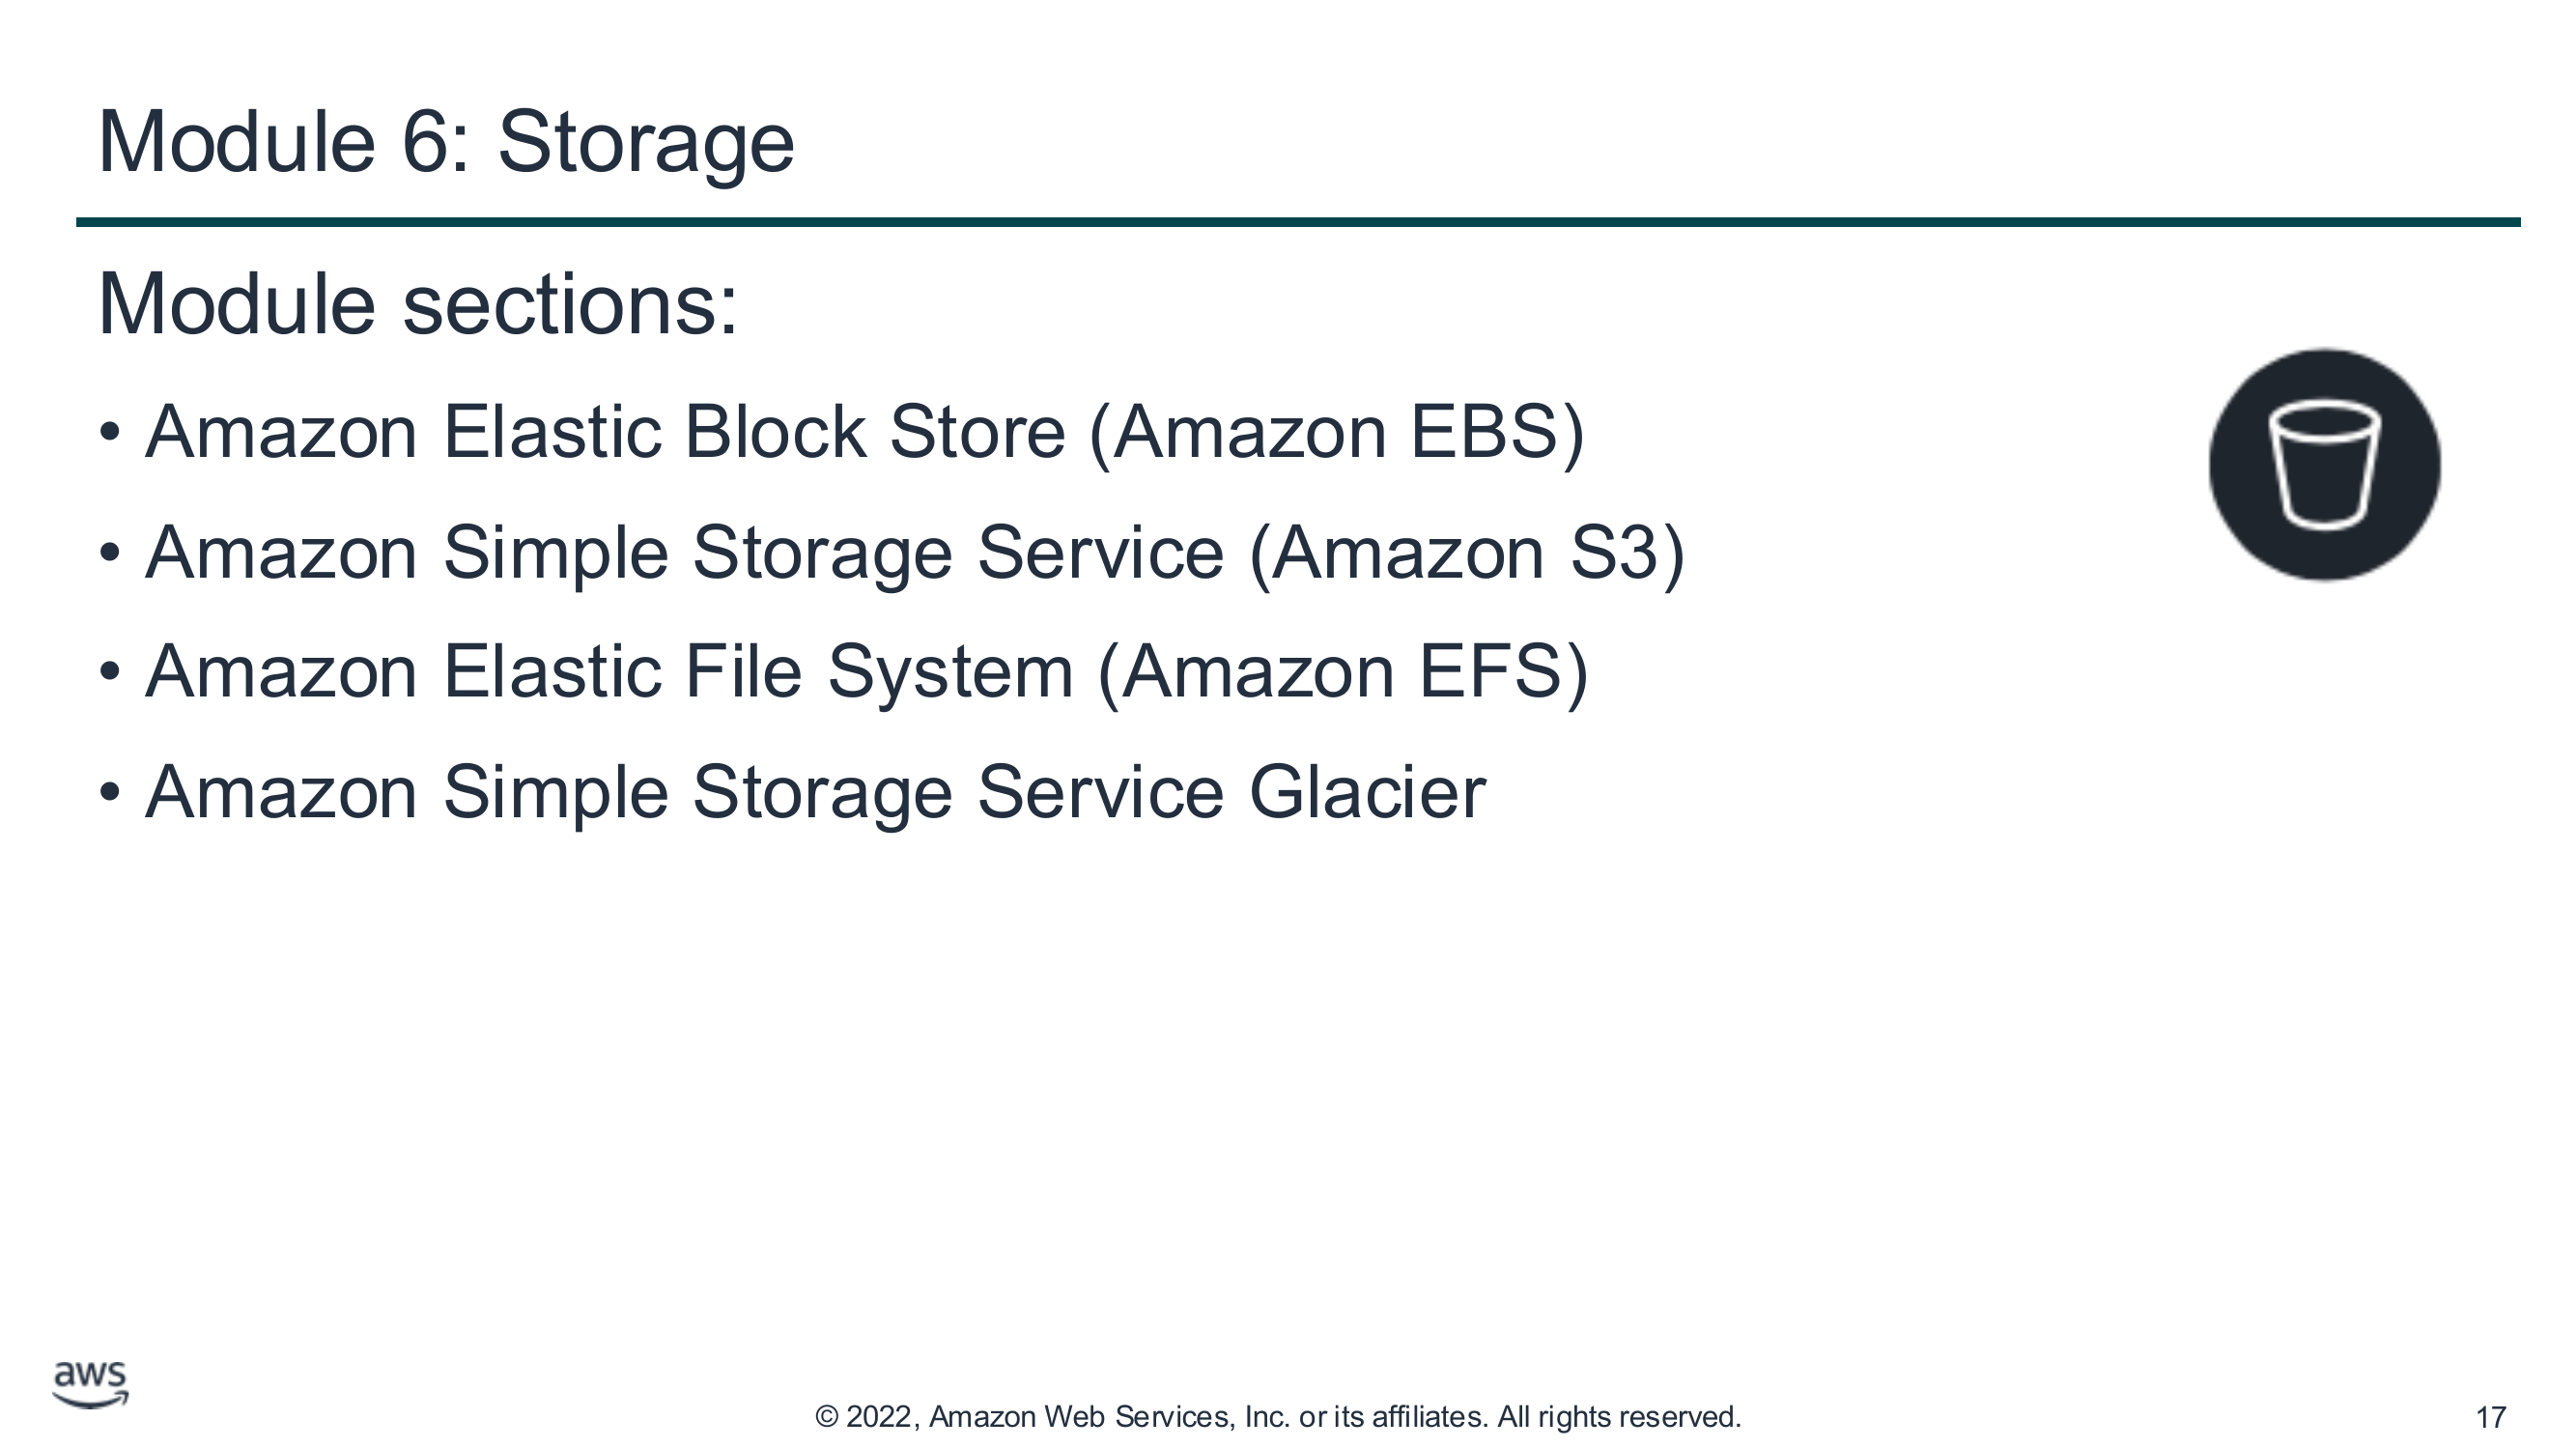 Module 6: Storage
Module sections:
• Amazon Elastic Block Store (Amazon EBS)
• Amazon Simple Storage Service (Amazon S3)
• Amazon Elastic File System (Amazon EFS)
• Amazon Simple Storage Service Glacier
aws
© 2022, Amazon Web Services, Inc. or its affiliates. All rights reserved.
17